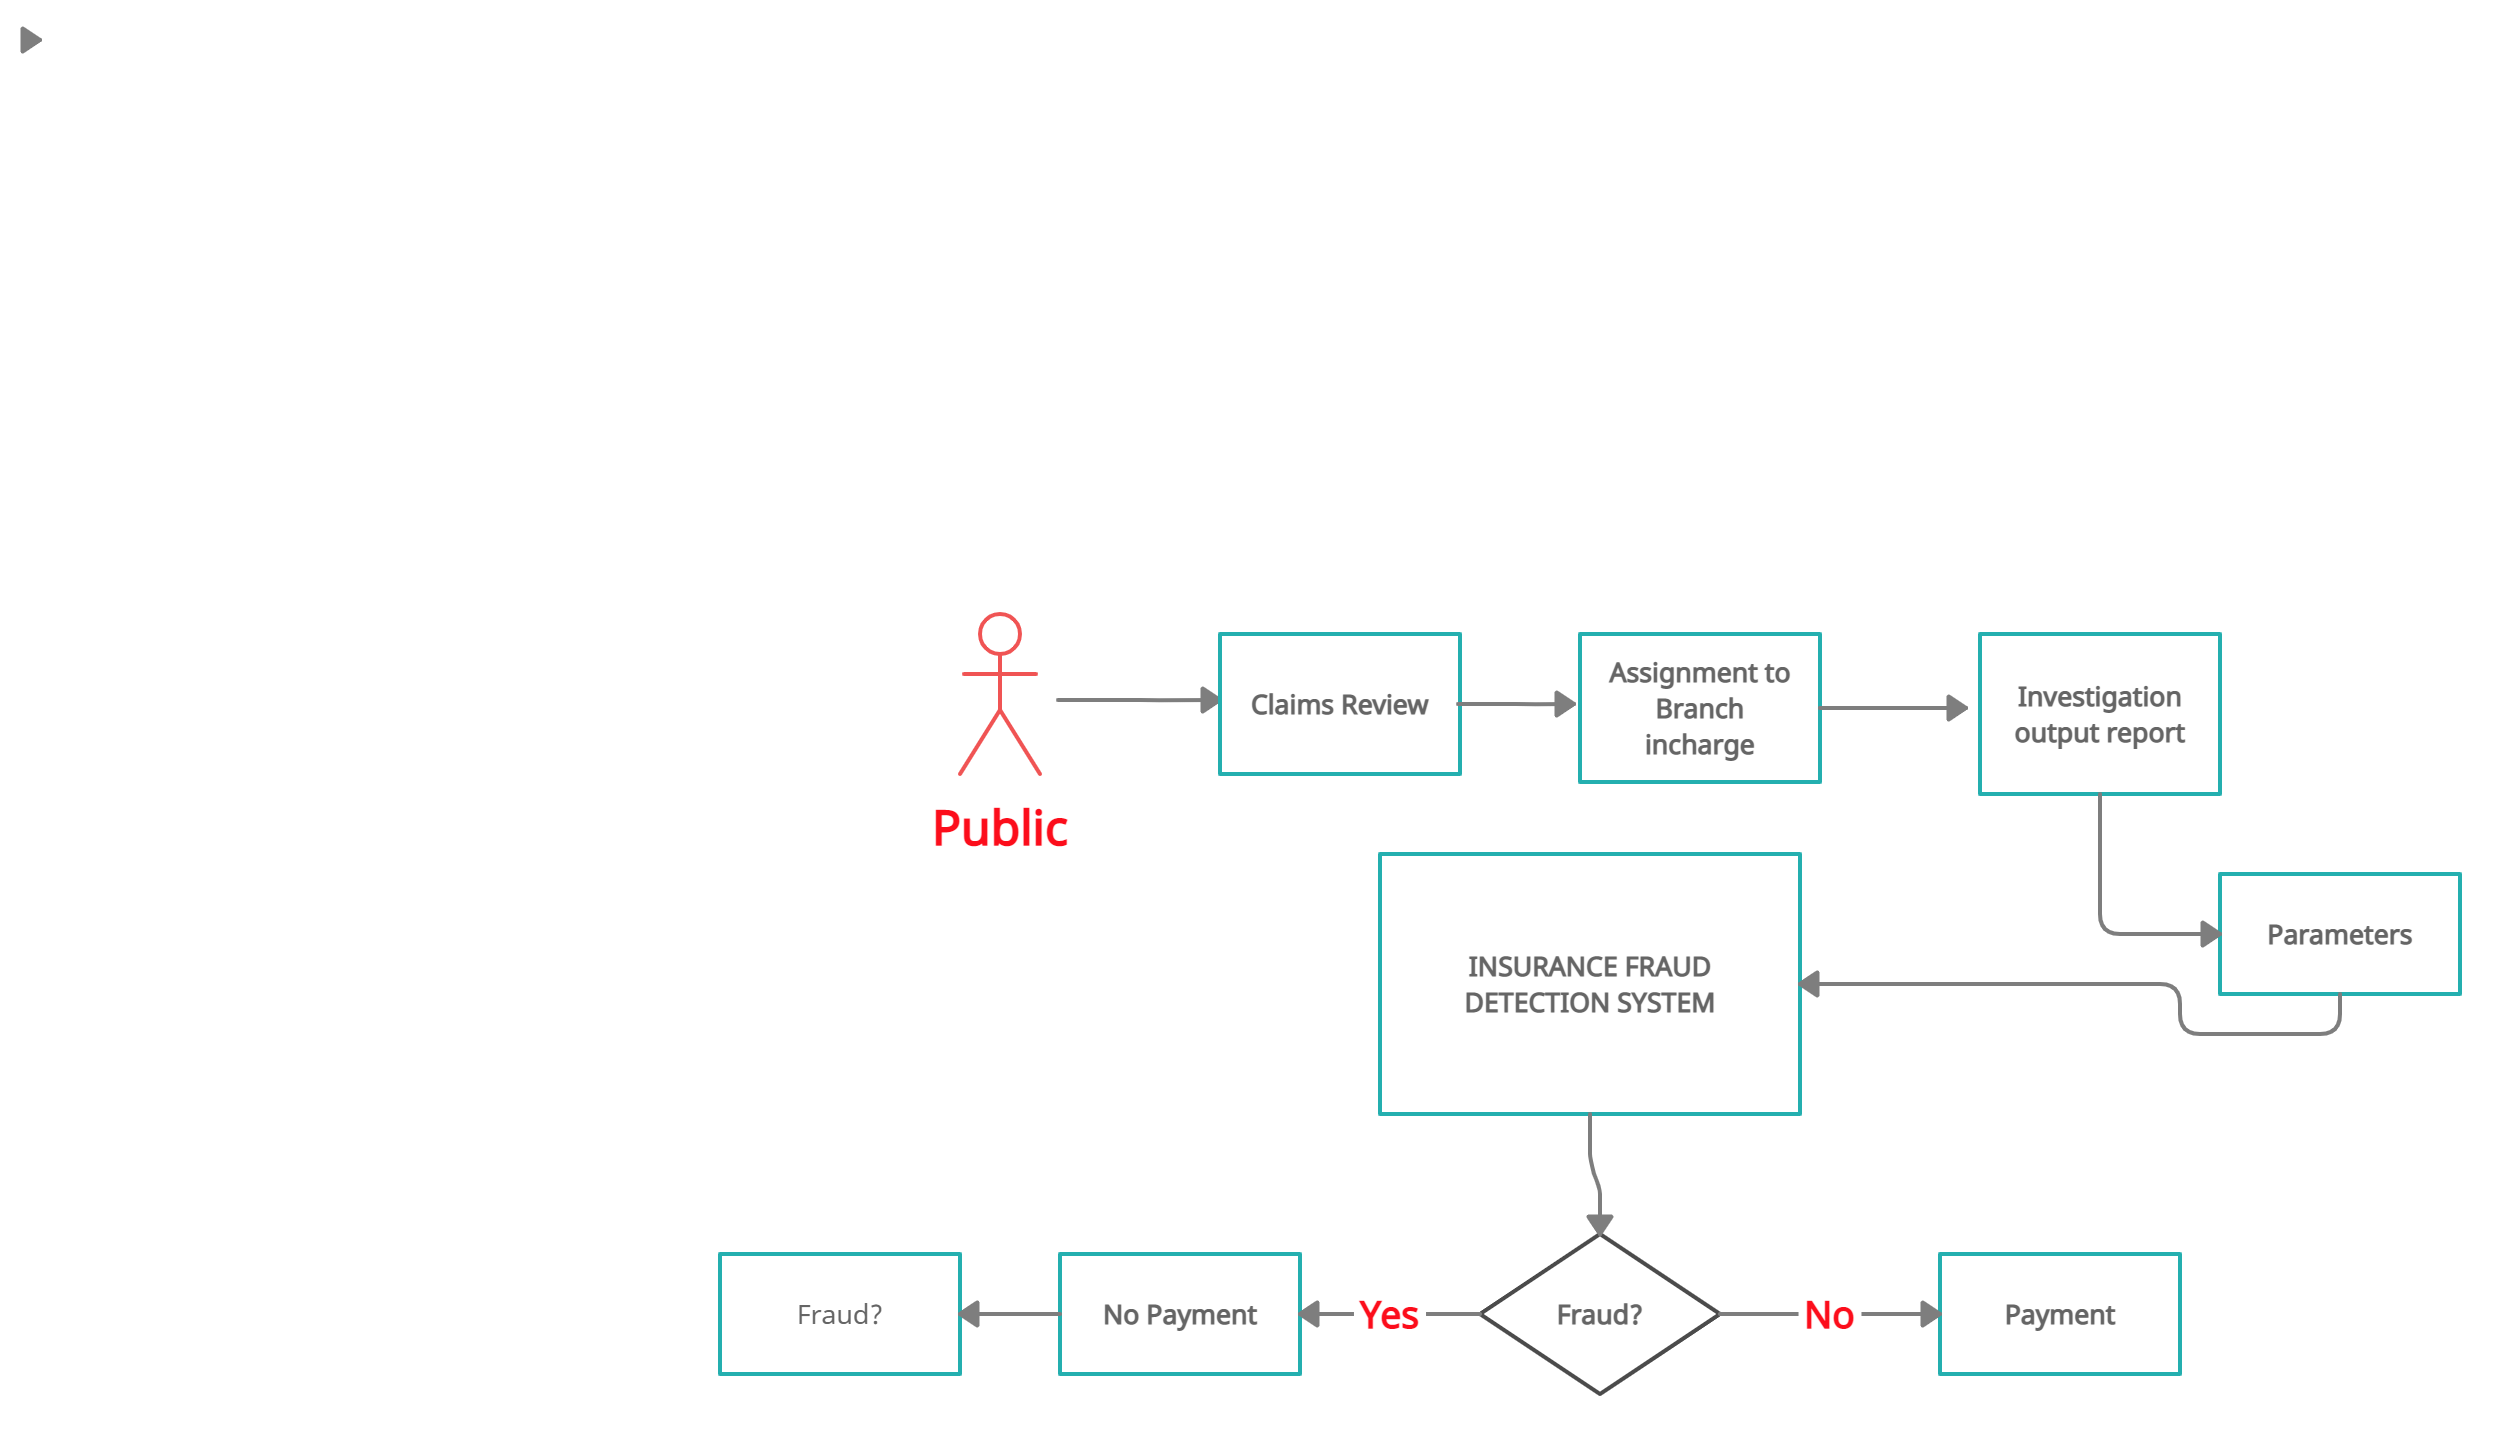 Public
Claims Review
Assignment to
Branch
incharge
Investigation
output report
Parameters
INSURANCE FRAUD
DETECTION SYSTEM
Fraud?
No Payment
Yes
Fraud?
No
Payment